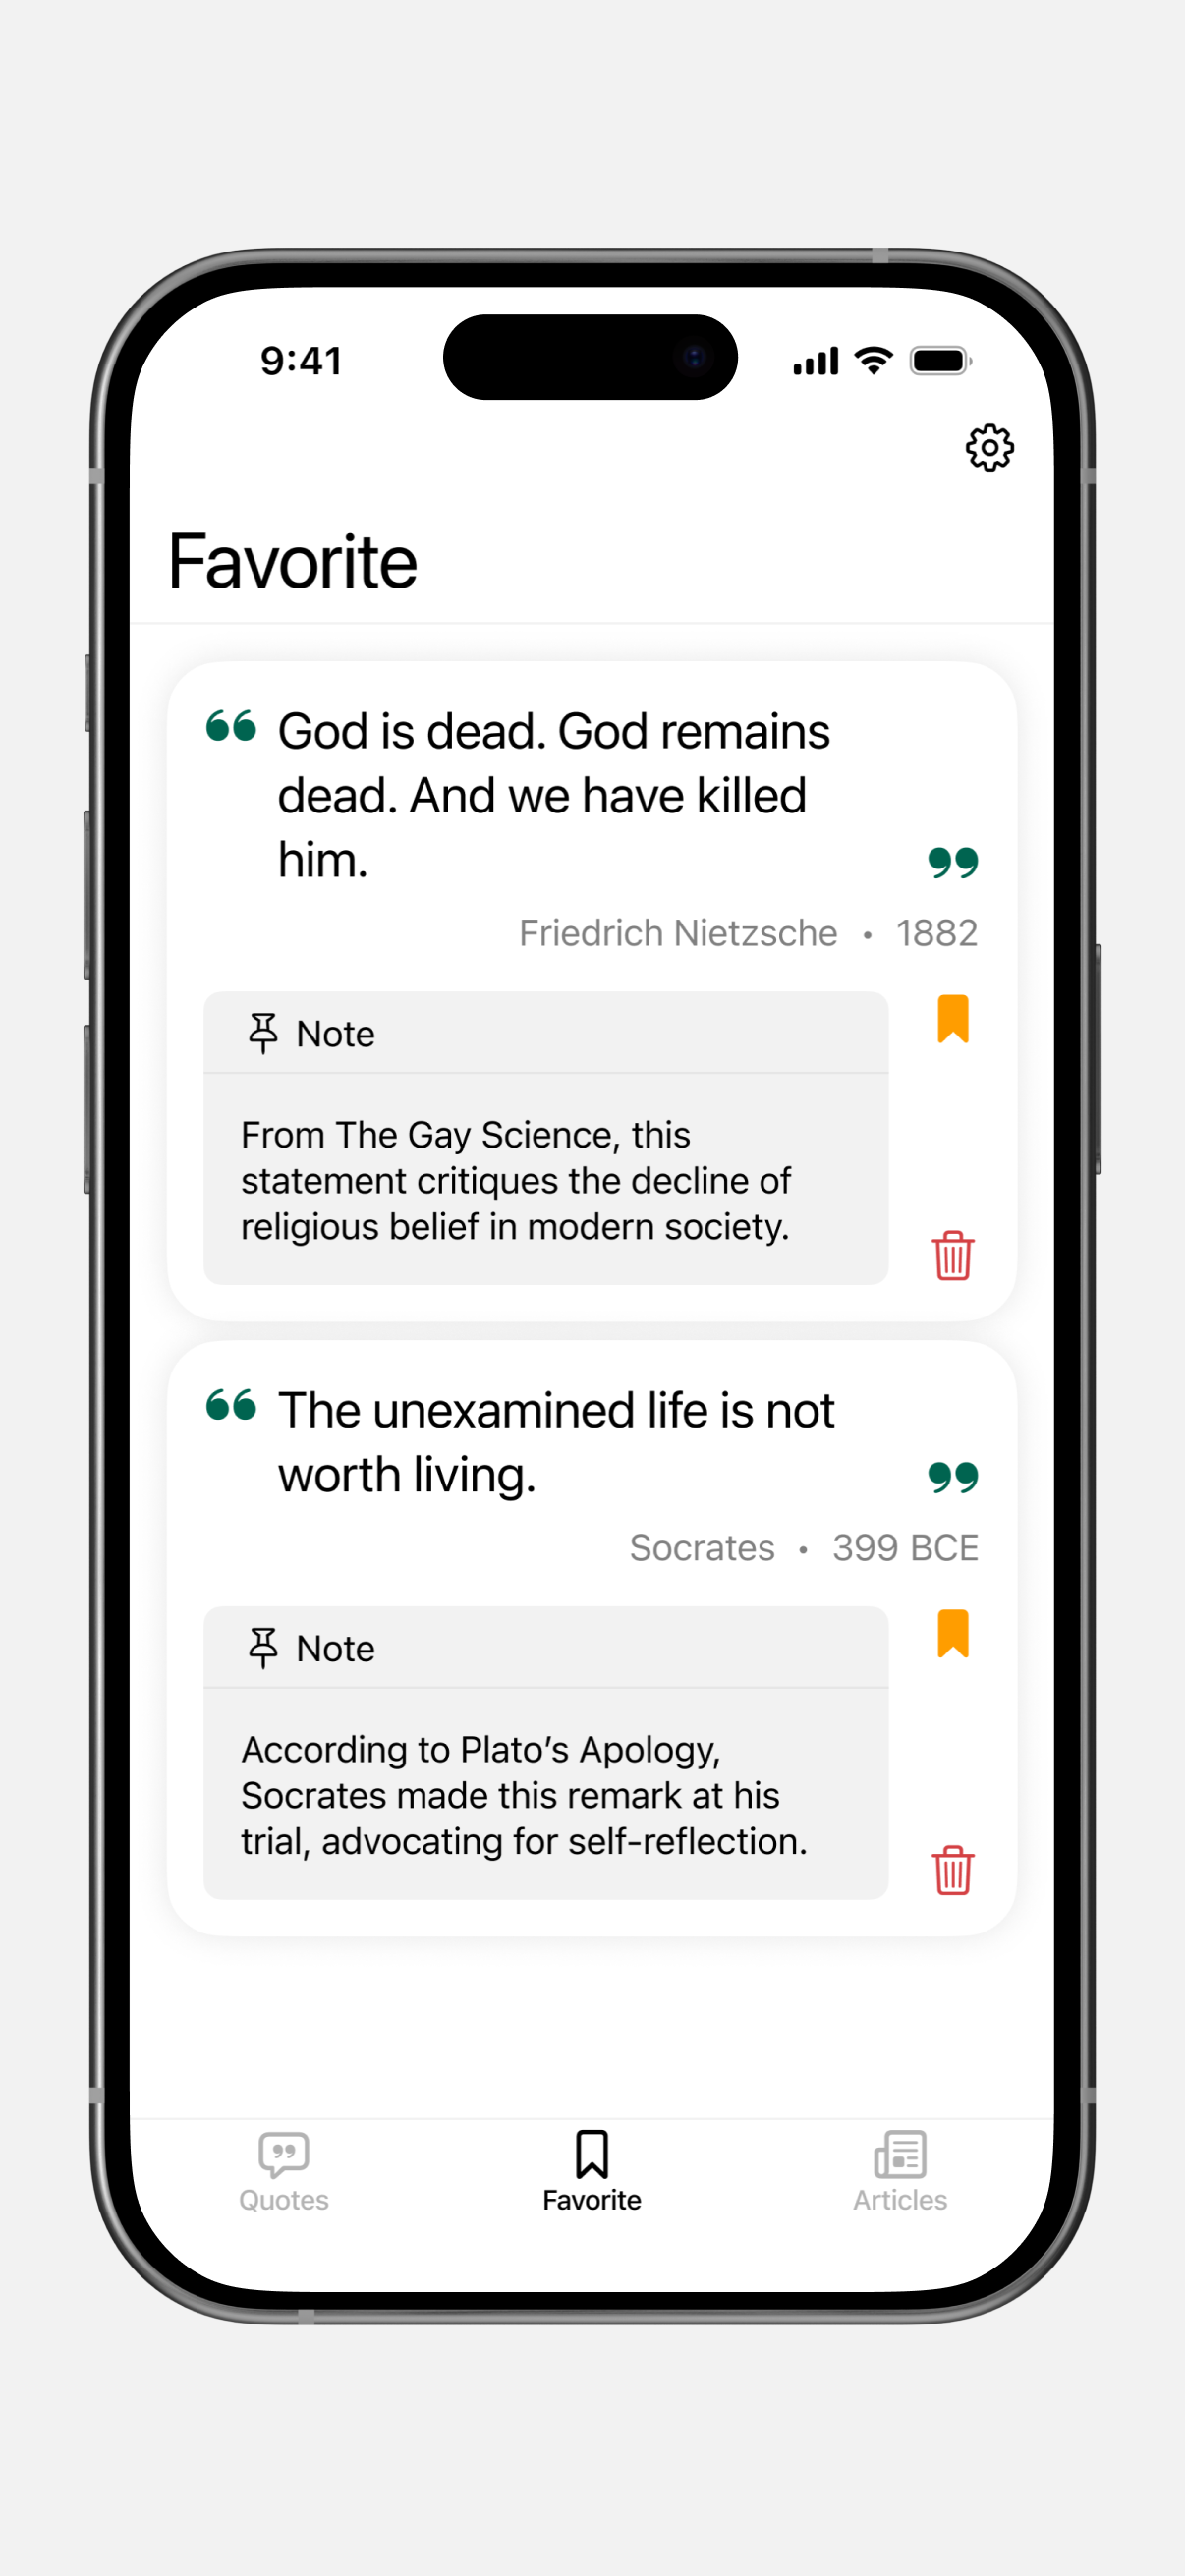 9:41
Favorite
God is dead. God remains
dead. And we have killed
him.
Friedrich Nietzsche • 1882
Note
From The Gay Science, this
statement critiques the decline of
religious belief in modern society.
The unexamined life is not
worth living.
Socrates • 399 BCE
Note
According to Plato’s Apology,
Socrates made this remark at his
trial, advocating for self-reflection.
Quotes
Favorite
Articles